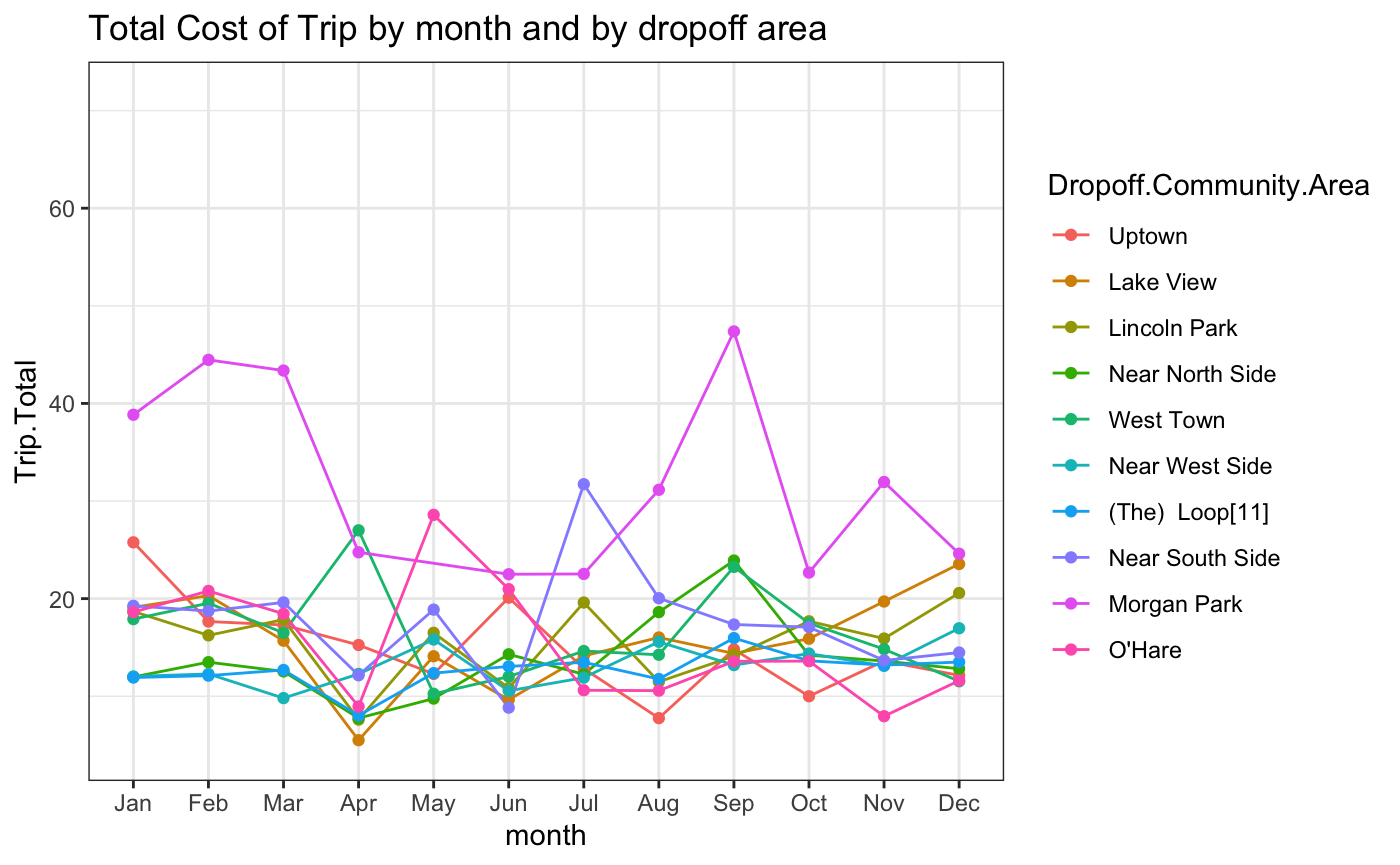 Total Cost of Trip by month and by dropoff area
Trip.Total
60
40
20
Jan Feb Mar Apr May Jun Jul Aug Sep Oct Nov Dec
month
Dropoff.Community.Area
Uptown
Lake View
Lincoln Park
Near North Side
West Town
Near West Side
(The)  Loop[11]
Near South Side
Morgan Park
O'Hare